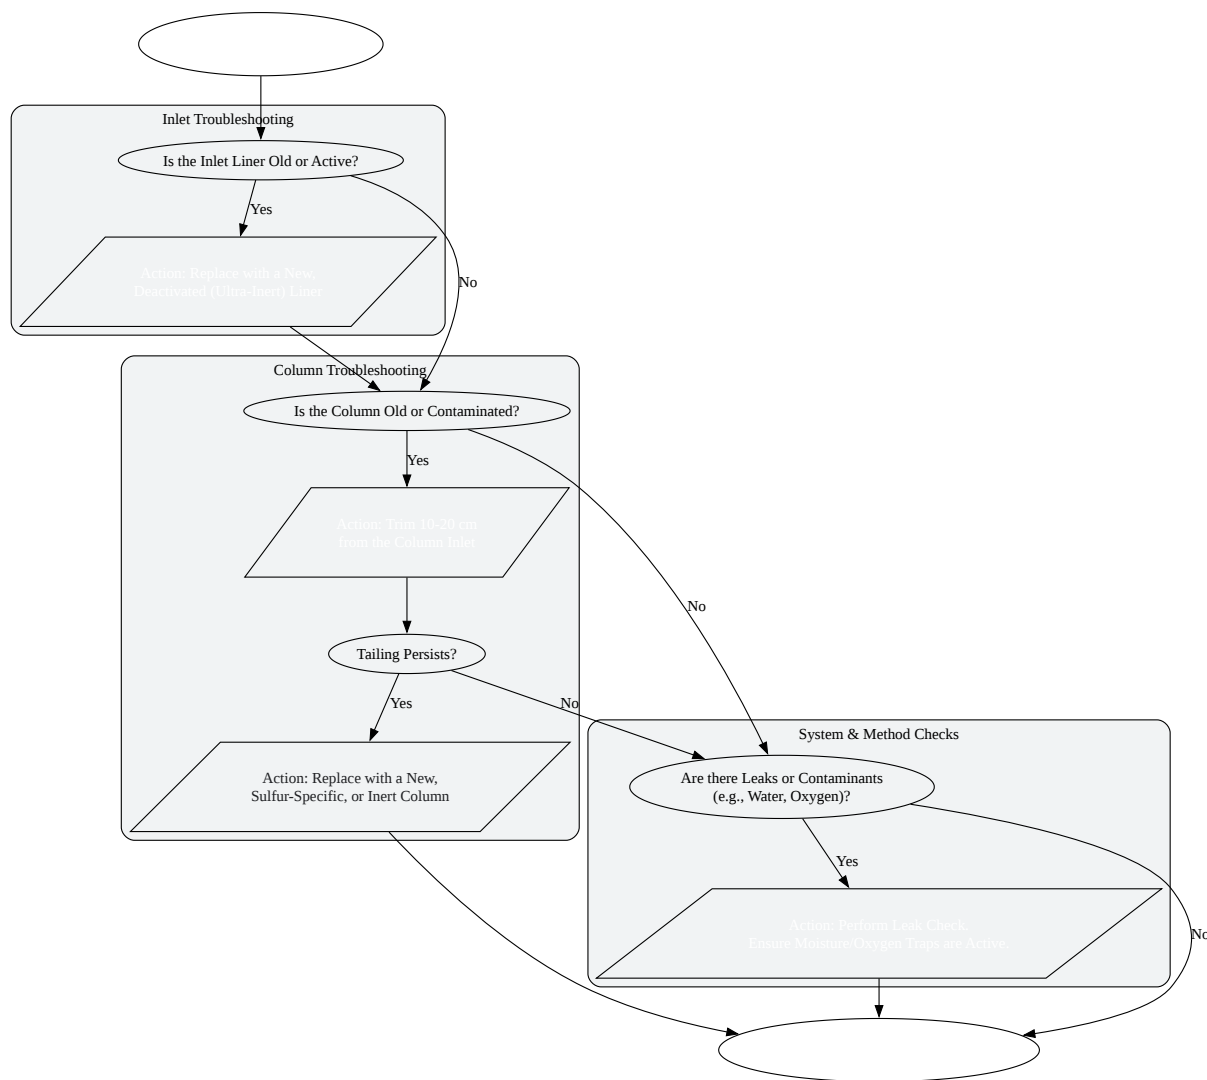 Inlet Troubleshooting
Is the Inlet Liner Old or Active?
Yes
Action: Replace with a New,
Deactivated (Ultra-Inert) Liner
No
Column Troubleshooting
Is the Column Old or Contaminated?
Yes
Action: Trim 10-20 cm
from the Column Inlet
No
Tailing Persists?
Yes
No
Action: Replace with a New,
Sulfur-Specific, or Inert Column
System & Method Checks
Are there Leaks or Contaminants
(e.g., Water, Oxygen)?
Yes
Action: Perform Leak Check.
Ensure Moisture/Oxygen Traps are Active.
No